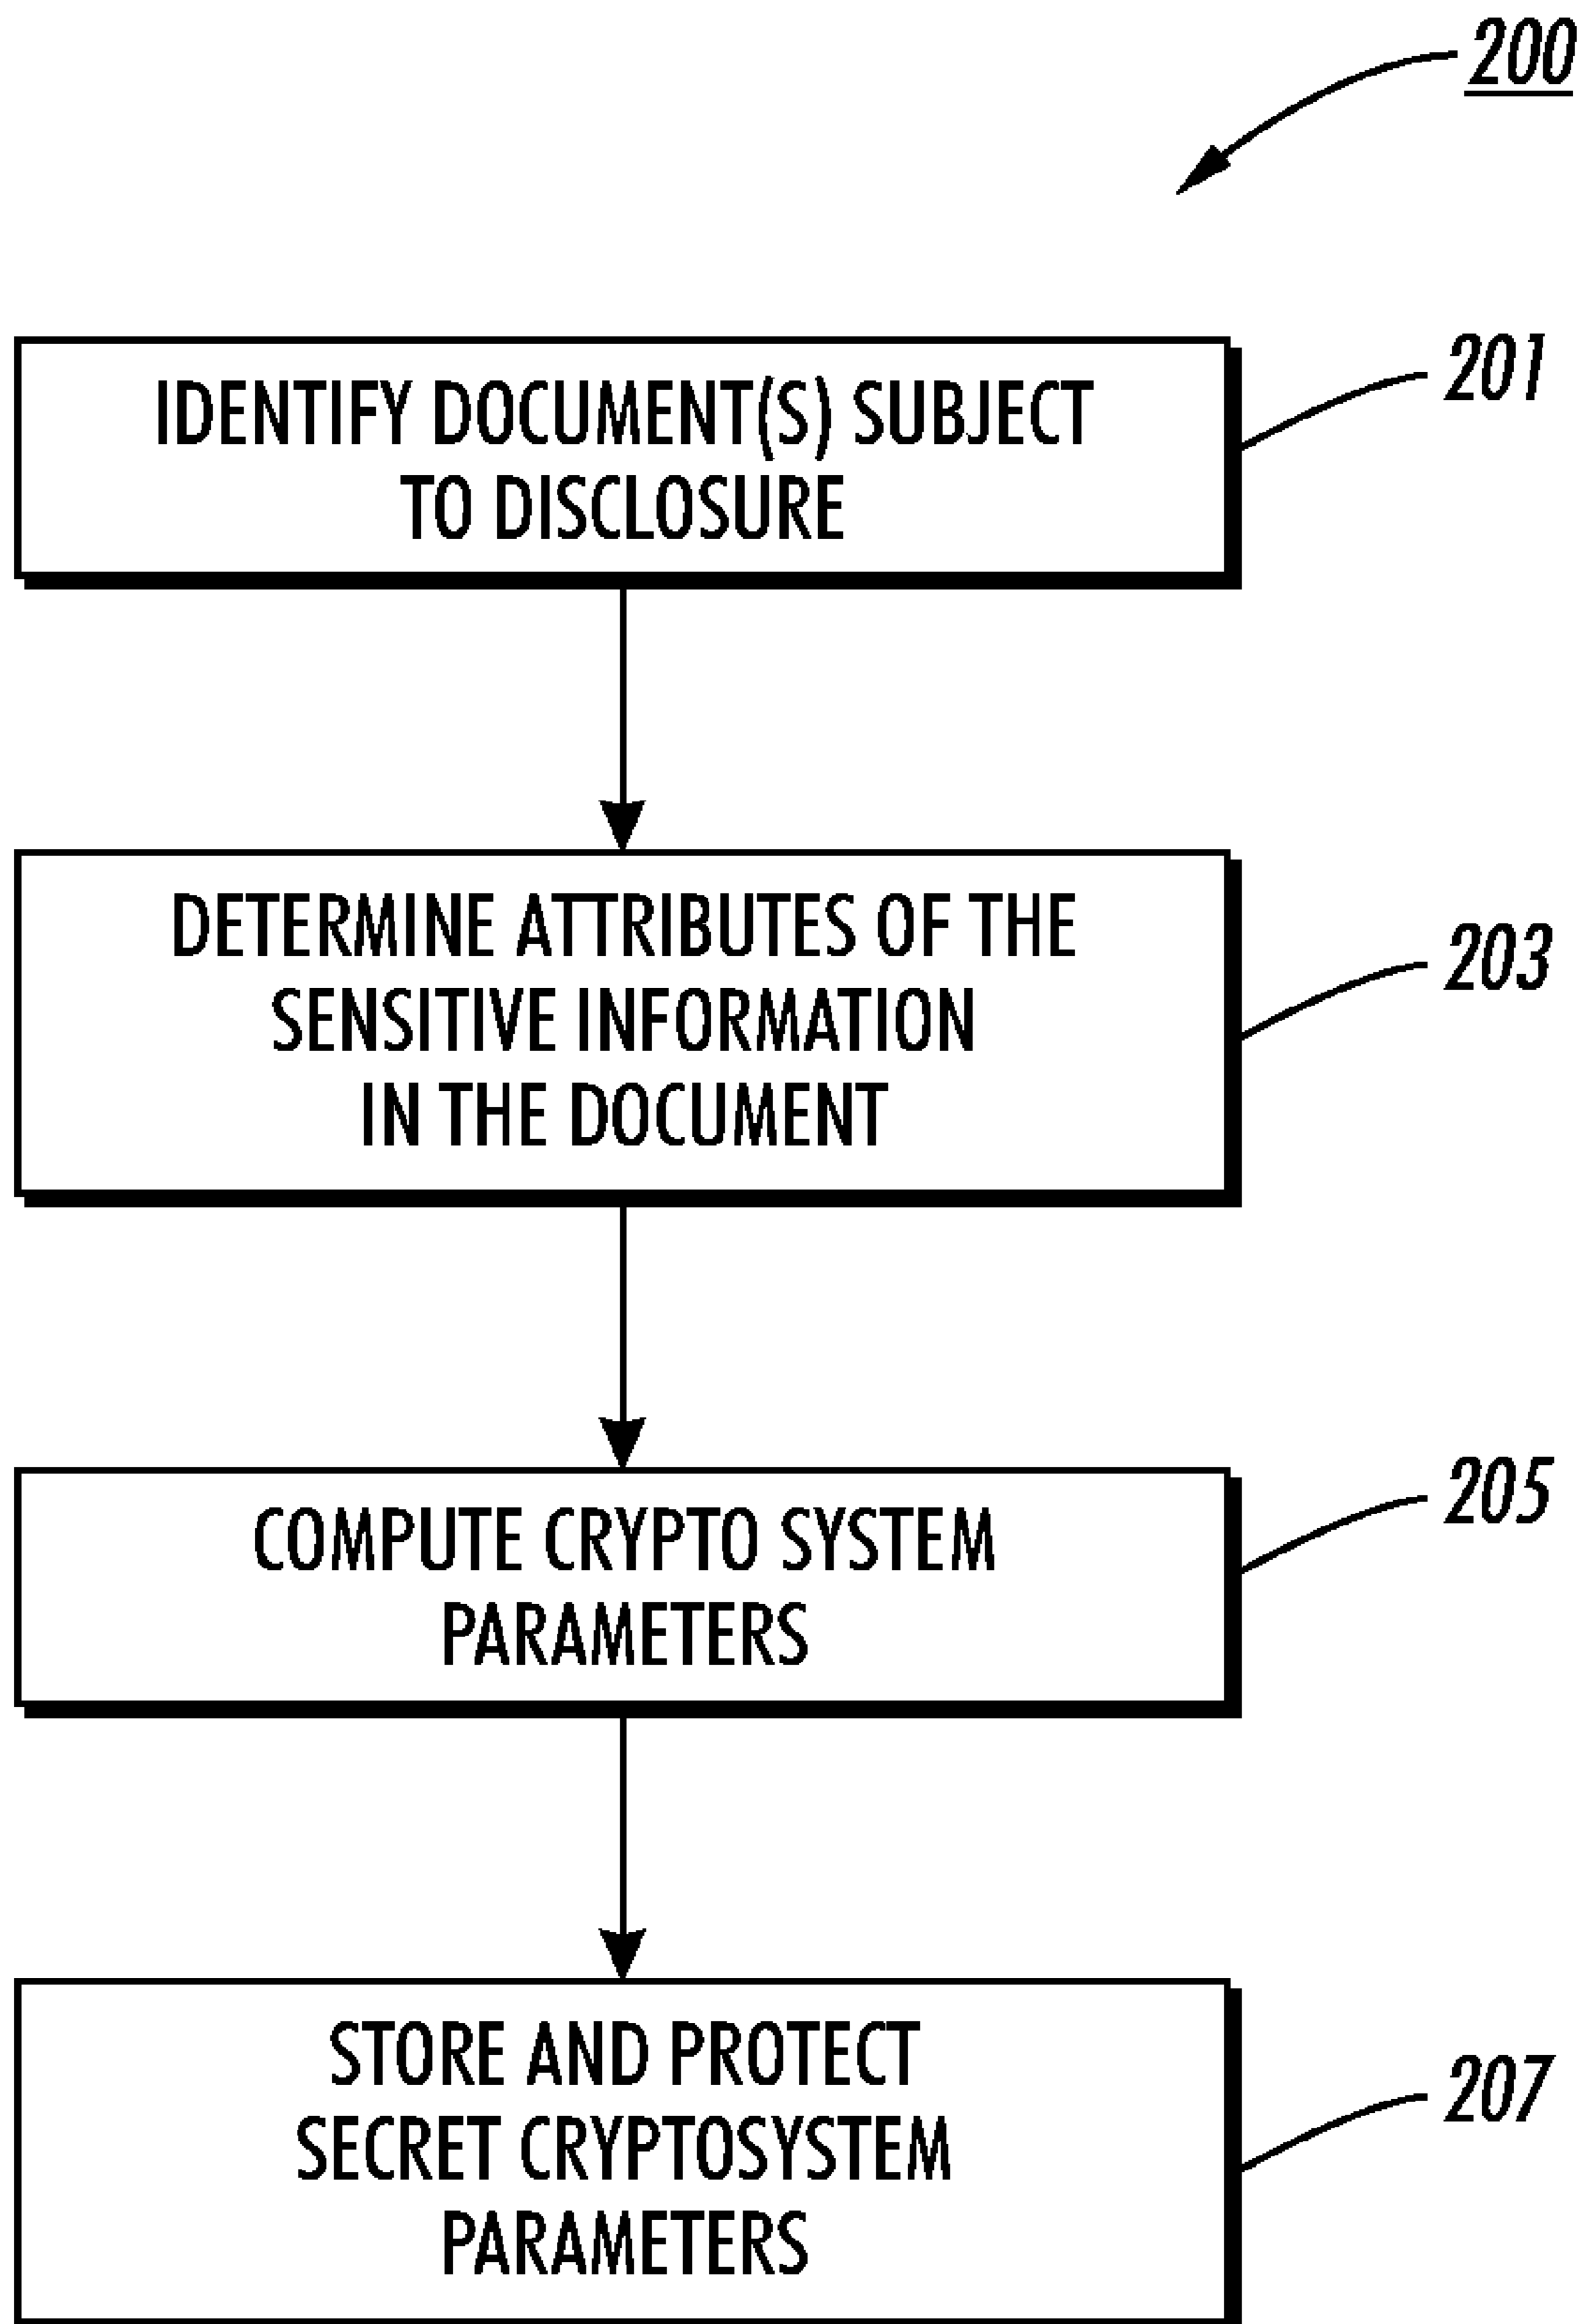 200
IDENTIFY DOCUMENT(S) SUBJECT
TO DISCLOSURE
201
DETERMINE ATTRIBUTES OF THE
SENSITIVE INFORMATION
IN THE DOCUMENT
203
COMPUTE CRYPTO SYSTEM
PARAMETERS
205
STORE AND PROTECT
SECRET CRYPTOSYSTEM
PARAMETERS
207